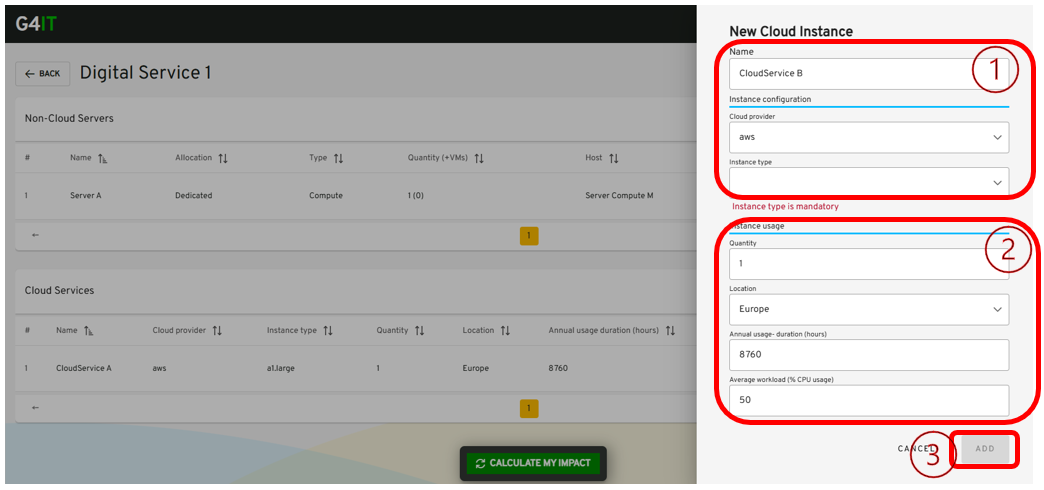 G4IT
BACK
Digital Service 1
Non-Cloud Servers
# Name Allocation Type Quantity (+VMs) Host
1 Server A Dedicated Compute 1 (0) Server Compute M
1
Cloud Services
# Name Cloud provider Instance type Quantity Location Annual usage duration (hours)
1 CloudService A aws a1.large 1 Europe 8760
1
CALCULATE MY IMPACT
New Cloud Instance
Name
CloudService B
1
Instance configuration
Cloud provider
aws
Instance type
Instance type is mandatory
Instance usage
2
Quantity
1
Location
Europe
Annual usage- duration (hours)
8760
Average workload (% CPU usage)
50
CANCEL
3
ADD